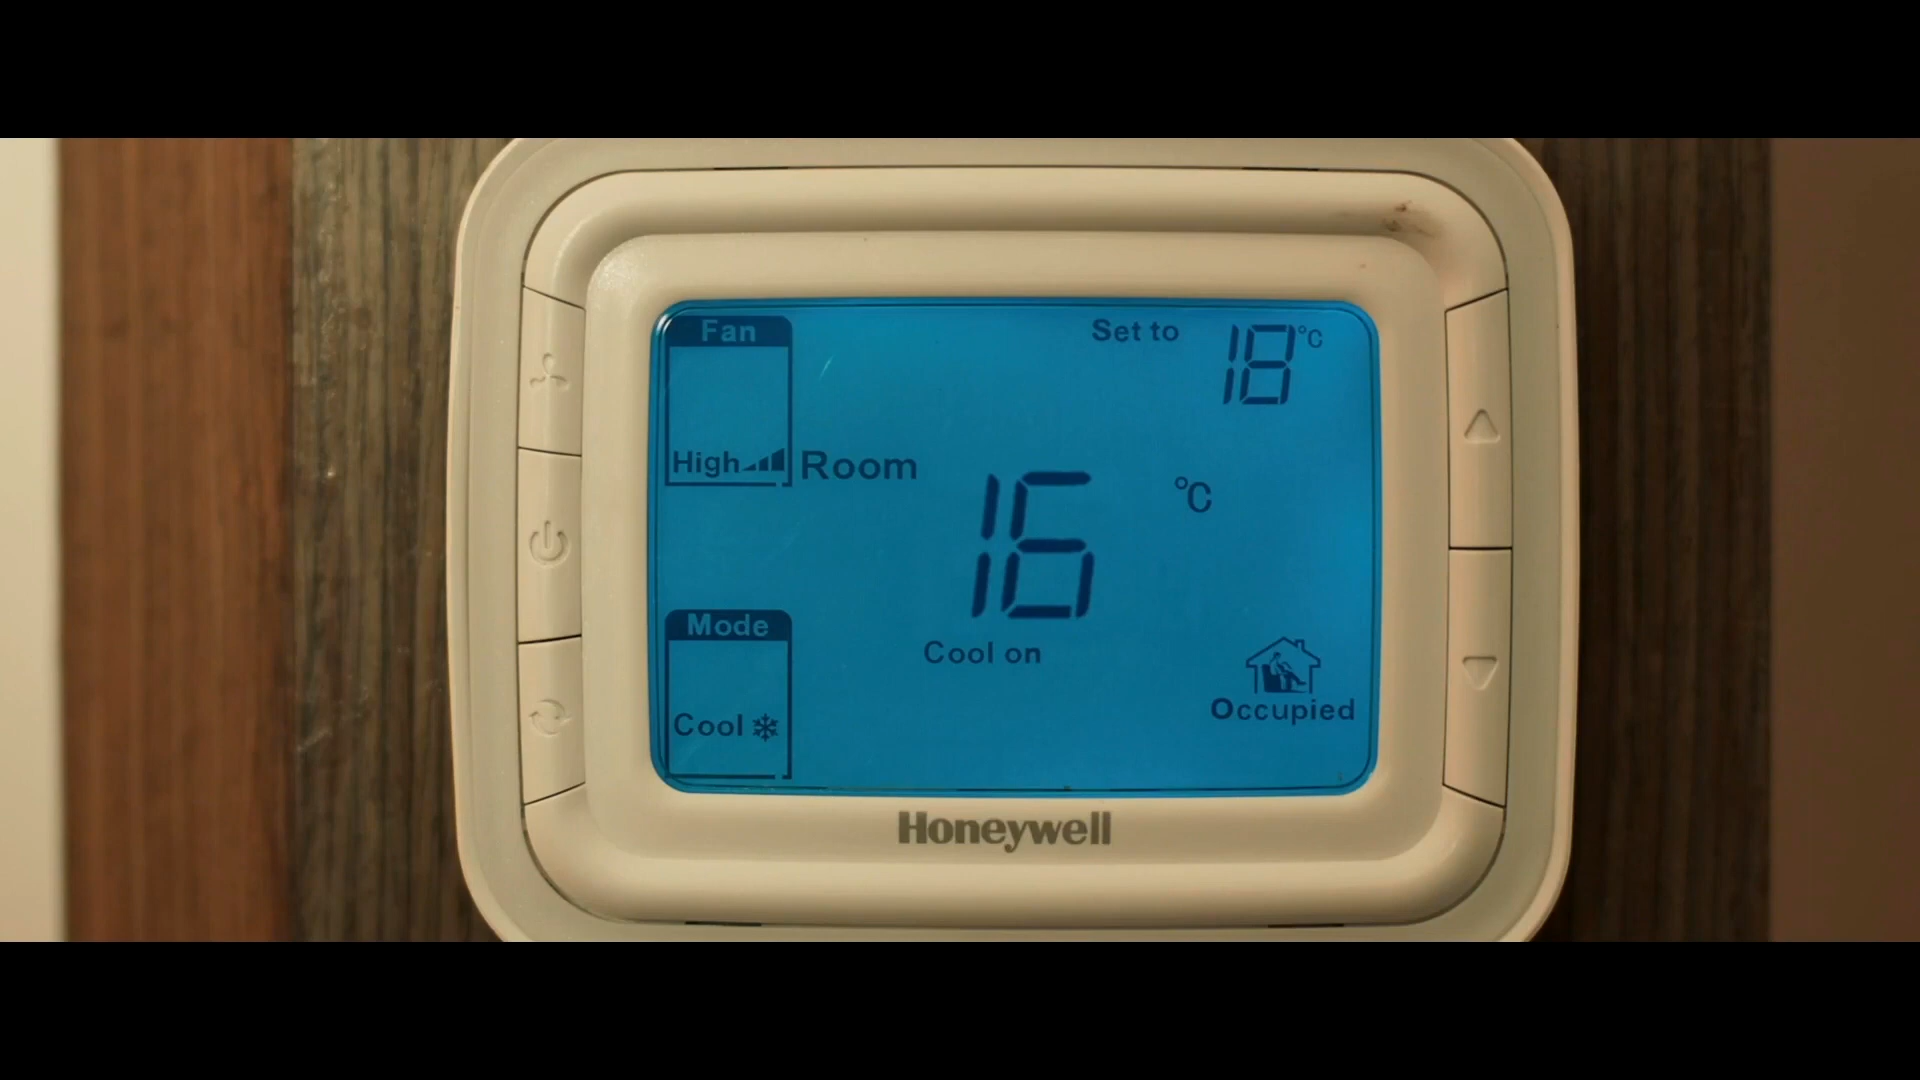 Fan
Set to 18°C
High Room
16 °C
Mode
Cool on
Cool
Occupied
Honeywell